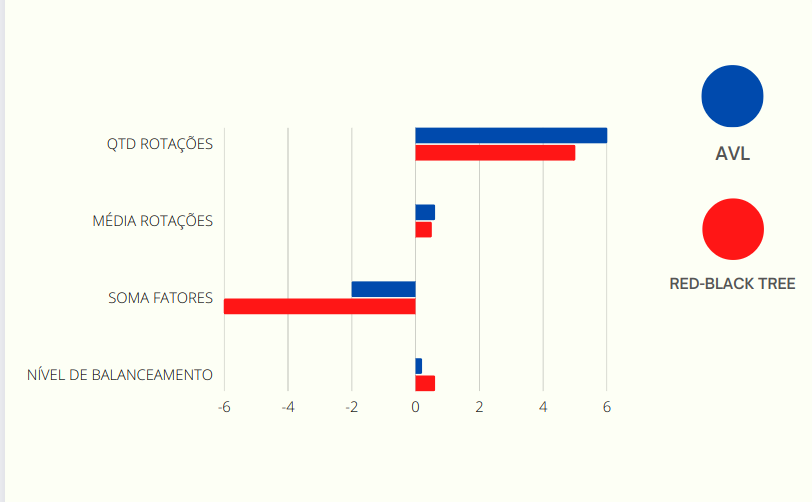 QTD ROTAÇÕES
MÉDIA ROTAÇÕES
SOMA FATORES
NÍVEL DE BALANCEAMENTO
-6 -4 -2 0 2 4 6
AVL
RED-BLACK TREE